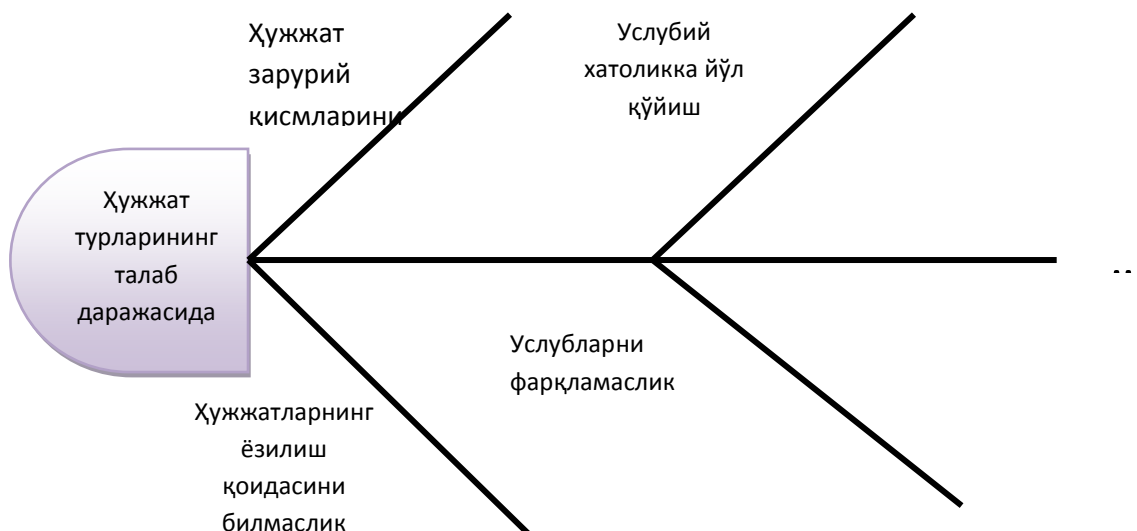 Ҳужжат
зарурий
қисмларини
Услубий
хатоликка йўл
қўйиш
Ҳужжат
турларининг
талаб
даражасида
Услубларни
фарқламаслик
Ҳужжатларнинг
ёзилиш
қоидасини
билмаслик